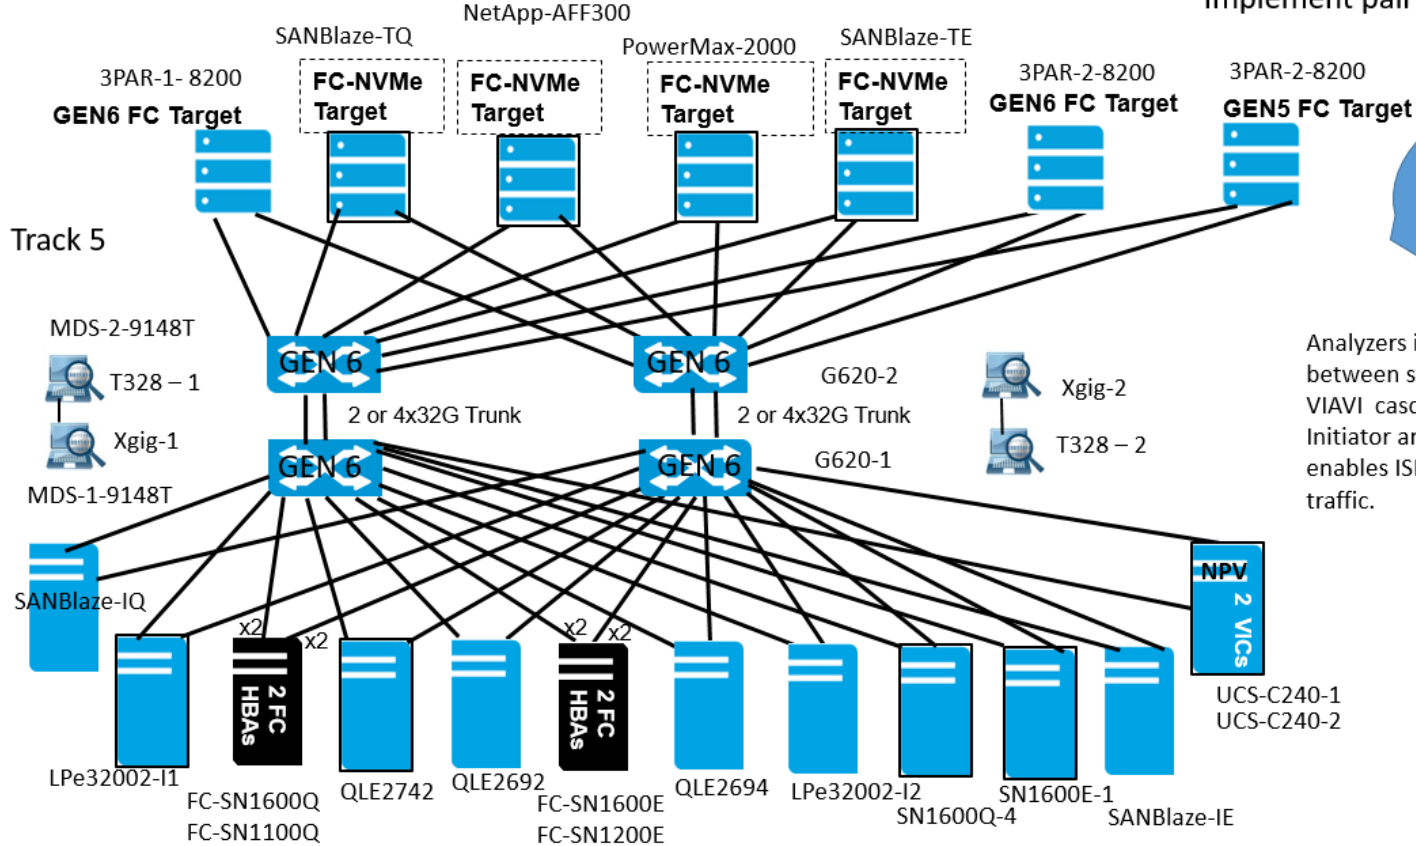 Implement pair
NetApp-AFF300
SANBlaze-TQ
PowerMax-2000
SANBlaze-TE
3PAR-1- 8200
GEN6 FC Target
FC-NVMe
Target
FC-NVMe
Target
FC-NVMe
Target
FC-NVMe
Target
3PAR-2-8200
GEN6 FC Target
3PAR-2-8200
GEN5 FC Target
Track 5
MDS-2-9148T
T328 – 1
Xgig-1
MDS-1-9148T
GEN 6
GEN 6
G620-2
2 or 4x32G Trunk
2 or 4x32G Trunk
GEN 6
GEN 6
G620-1
Xgig-2
T328 – 2
Analyzers i
between s
VIAVI casc
Initiator ar
enables ISI
traffic.
SANBlaze-IQ
x2
x2
x2
x2
NPV
2 VICs
UCS-C240-1
UCS-C240-2
2 FC
HBAs
2 FC
HBAs
LPe32002-I1
FC-SN1600Q
FC-SN1100Q
QLE2742
QLE2692
FC-SN1600E
FC-SN1200E
QLE2694
LPe32002-I2
SN1600Q-4
SN1600E-1
SANBlaze-IE